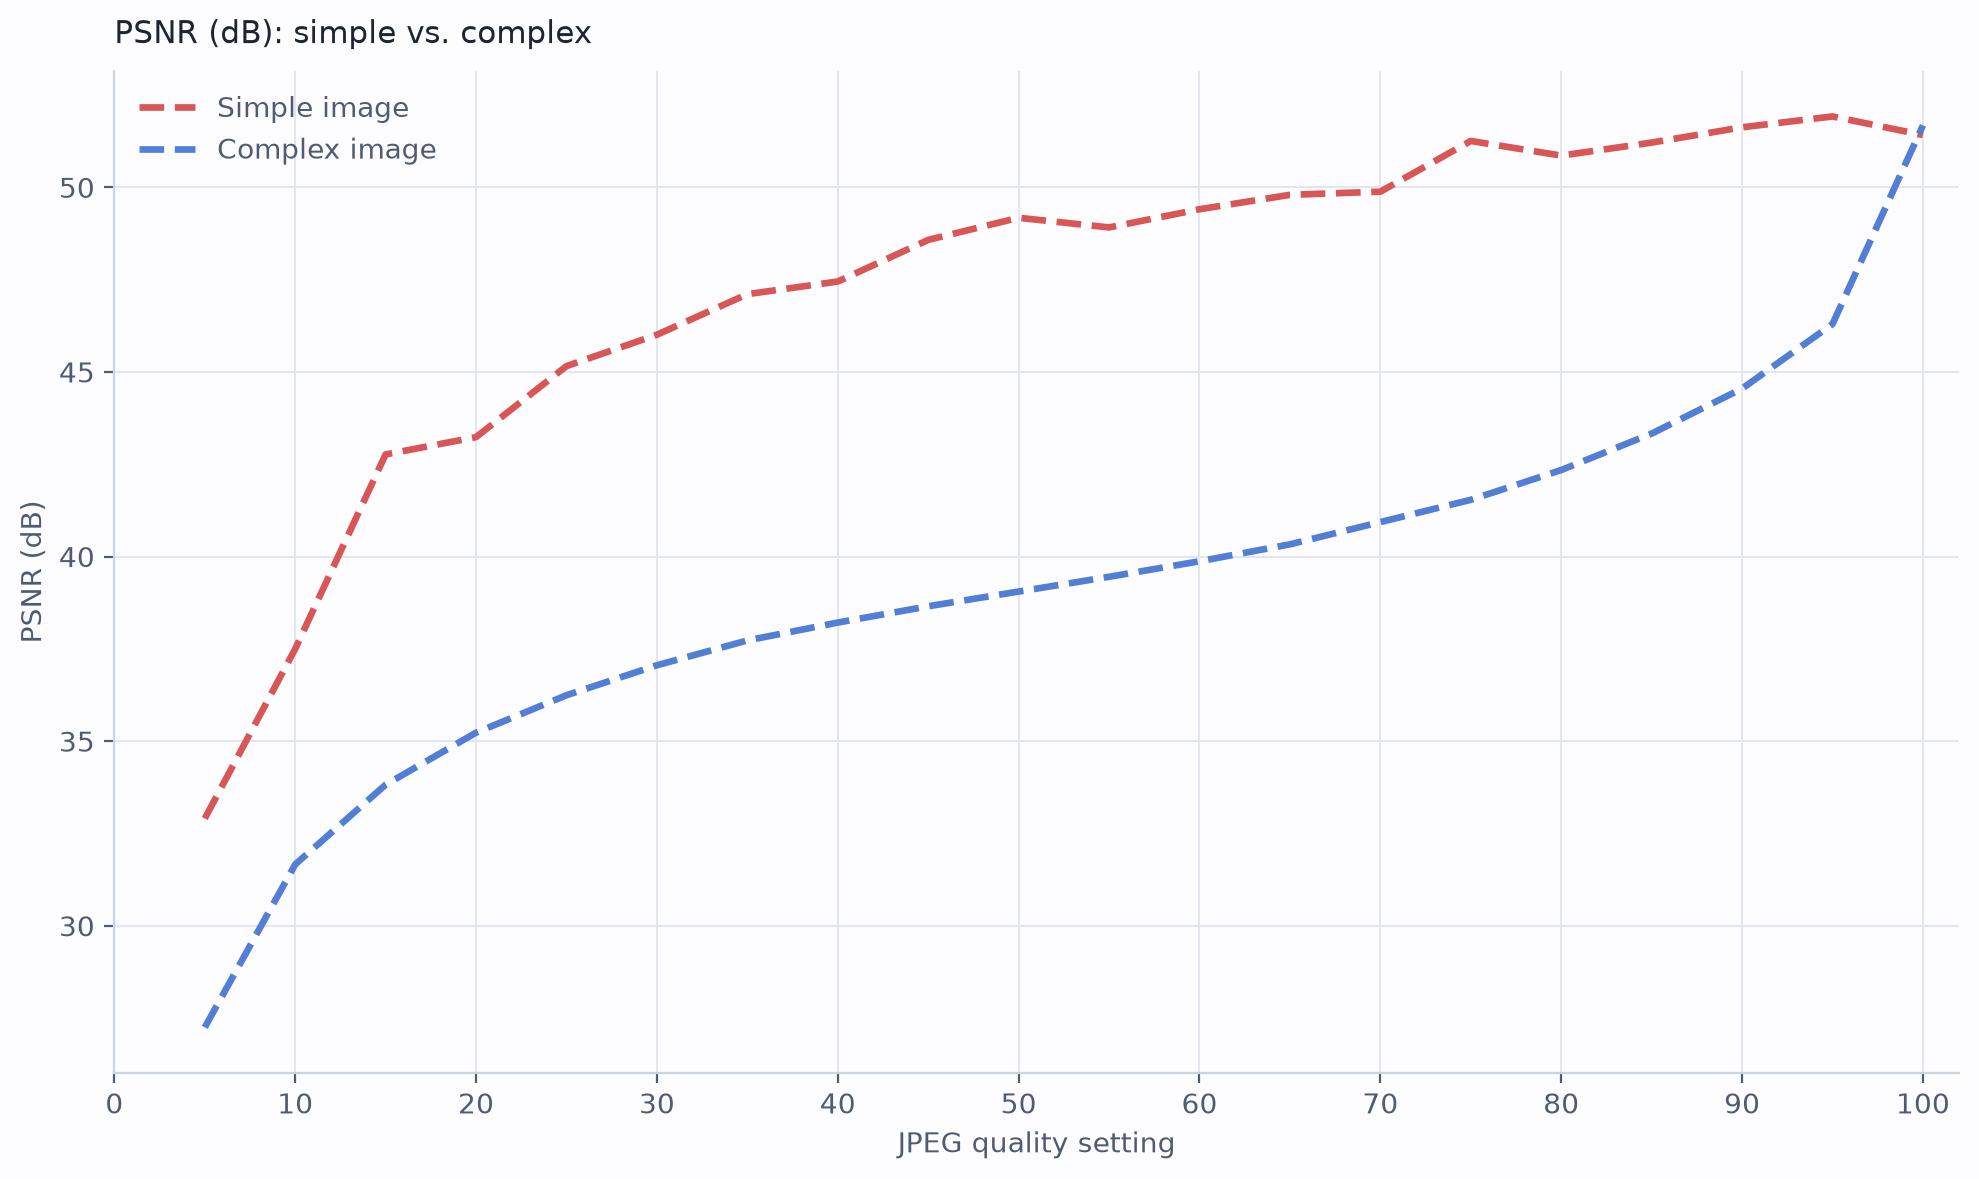 PSNR (dB): simple vs. complex
Simple image
Complex image
50
45
40
35
30
PSNR (dB)
0 10 20 30 40 50 60 70 80 90 100
JPEG quality setting